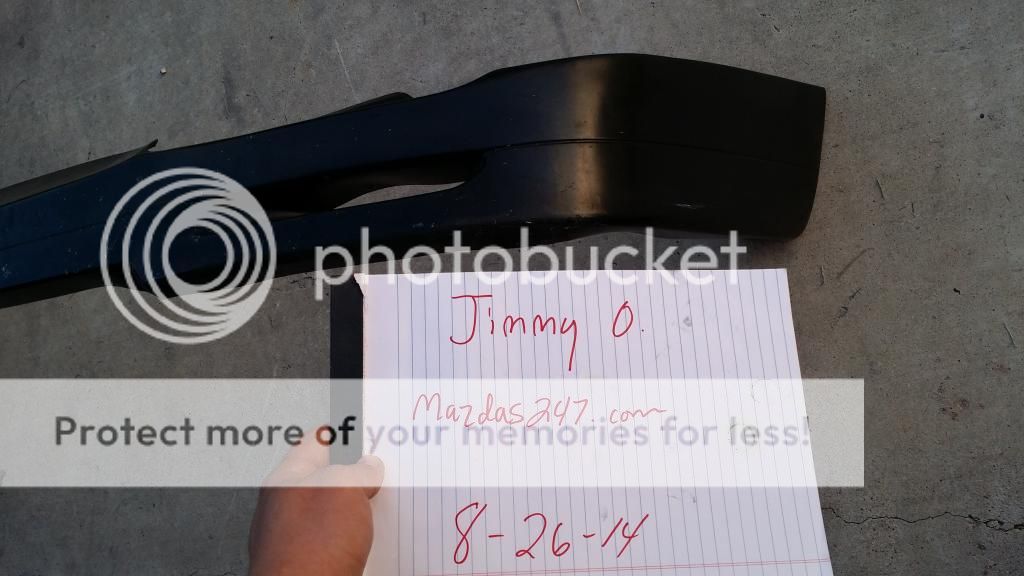 photobucket
Jimmy O.
Mazdas247.com
Protect more of your memories for less!
8-26-14